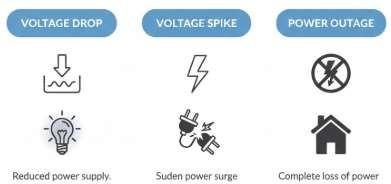 VOLTAGE DROP
VOLTAGE SPIKE
POWER OUTAGE
Reduced power supply.
Suden power surge
Complete loss of power